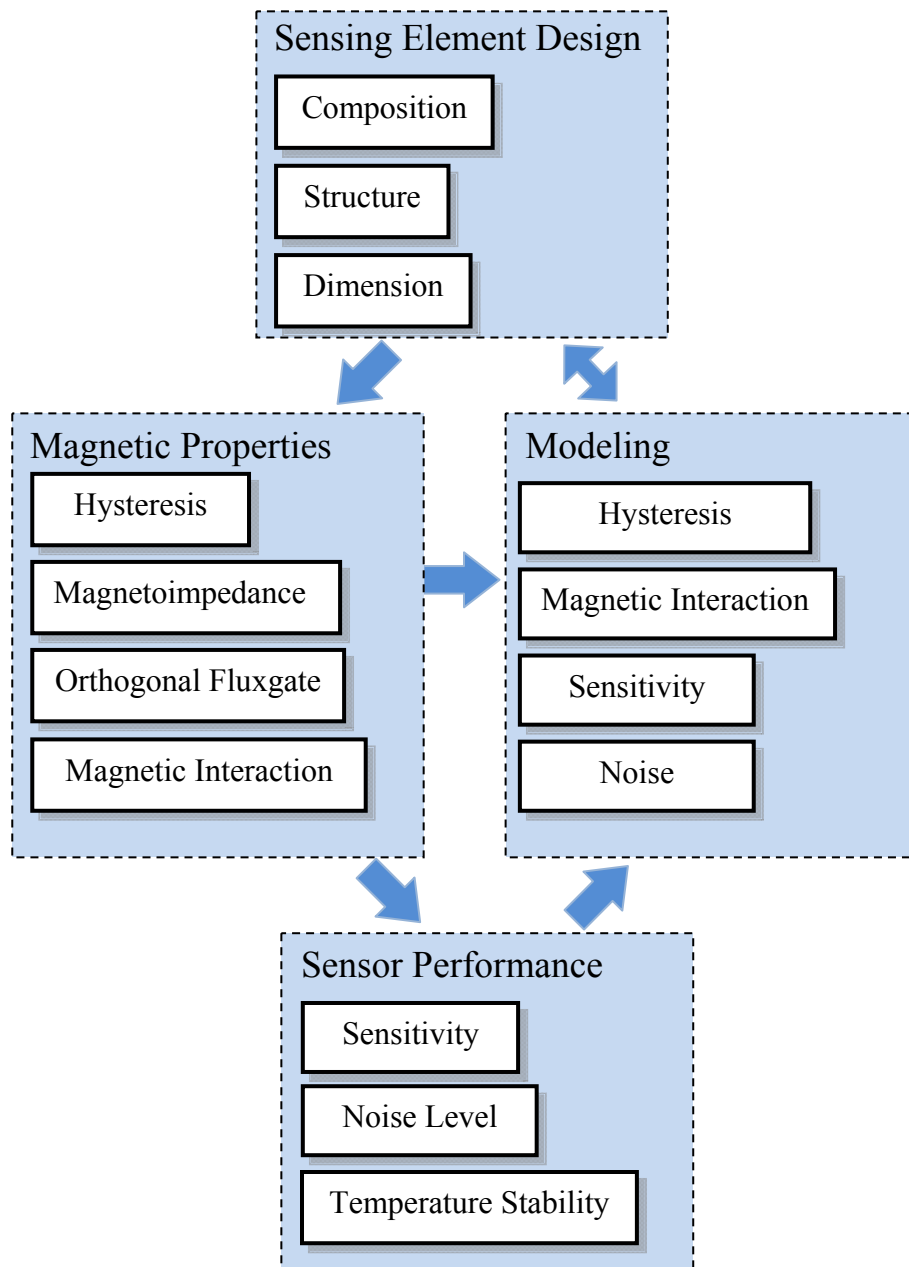 Sensing Element Design
Composition
Structure
Dimension
Magnetic Properties
Hysteresis
Magnetoimpedance
Orthogonal Fluxgate
Magnetic Interaction
Modeling
Hysteresis
Magnetic Interaction
Sensitivity
Noise
Sensor Performance
Sensitivity
Noise Level
Temperature Stability